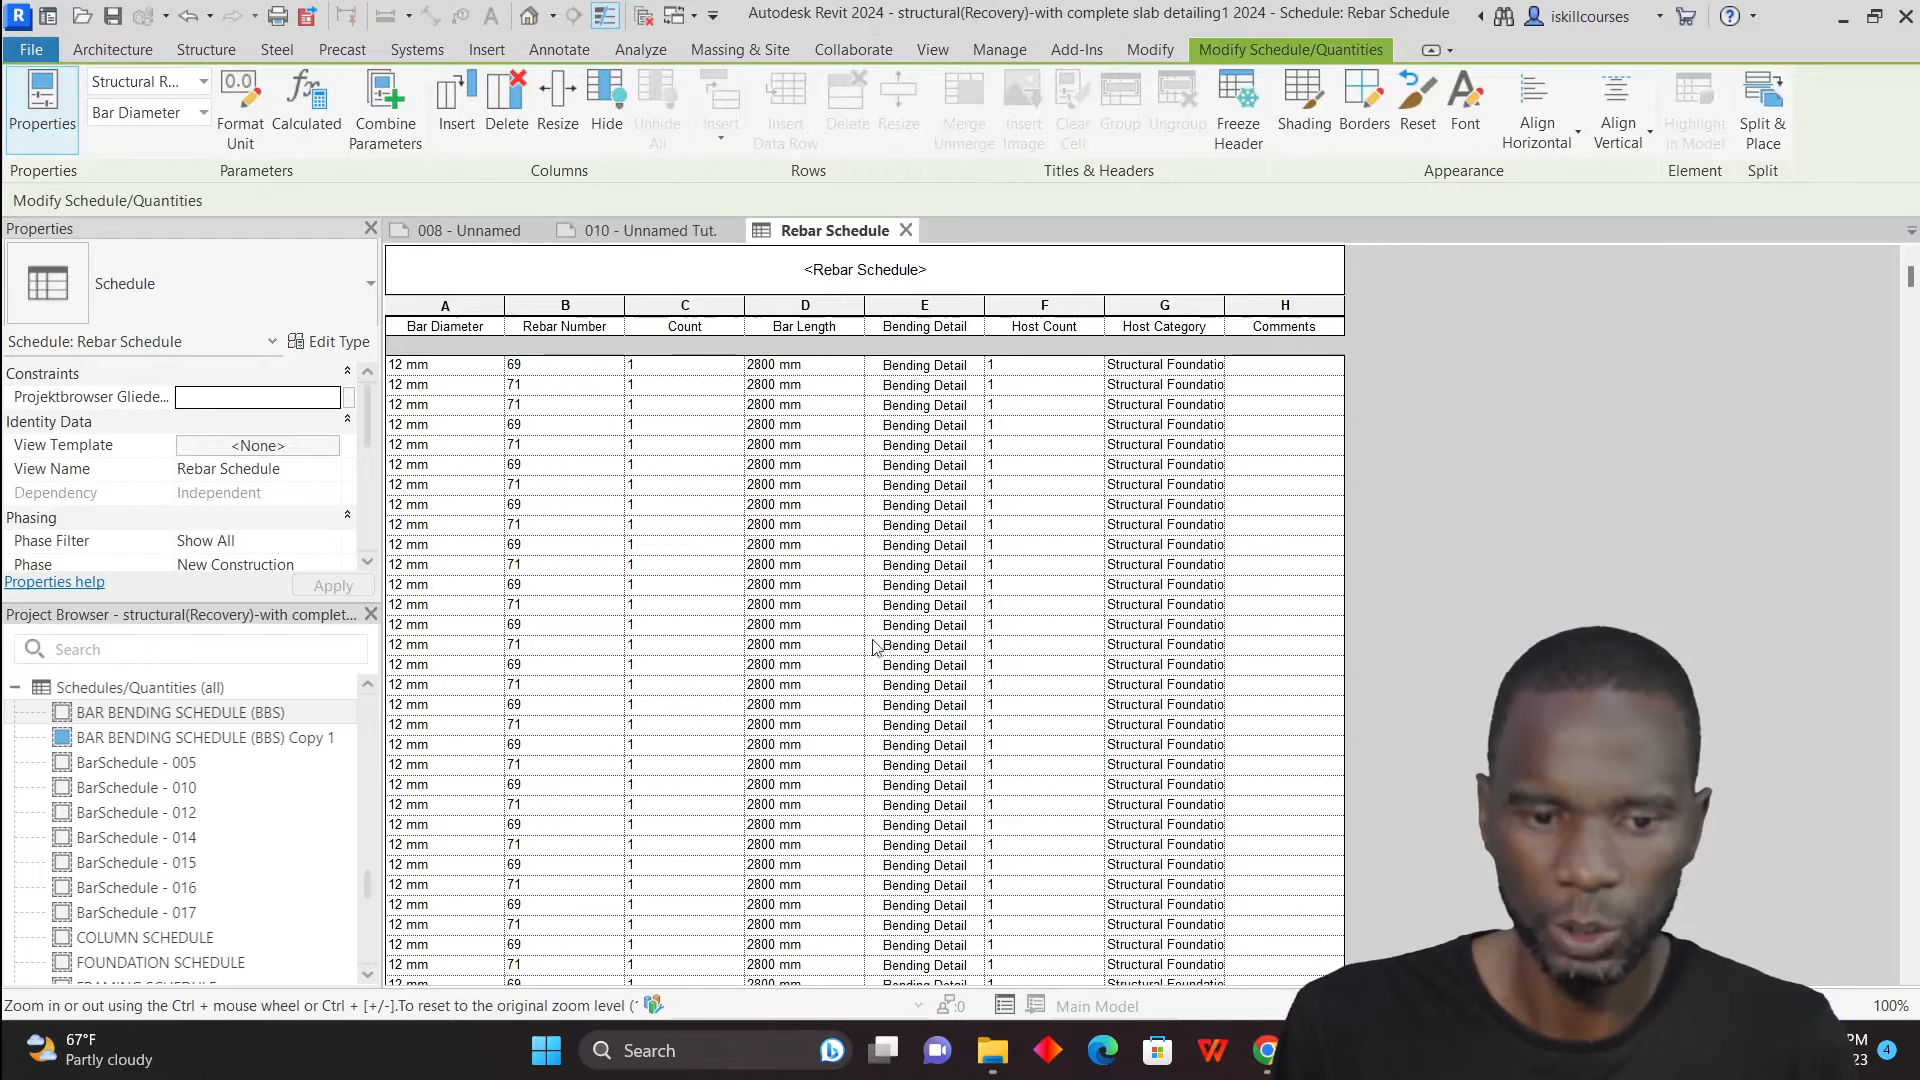 Autodesk Revit 2024 - structural(Recovery)-with complete slab detailing1 2024 - Schedule: Rebar Schedule
iskillcourses
File Architecture Structure Steel Precast Systems Insert Annotate Analyze Massing & Site Collaborate View Manage Add-Ins Modify Modify Schedule/Quantities
Structural R...
Bar Diameter
Properties Format Unit Calculated Combine Parameters Insert Delete Resize Hide Unhide All Insert Insert Data Row Delete Resize Merge Unmerge Insert Image Clear Cell Group Ungroup Freeze Header Shading Borders Reset Font Align Horizontal Align Vertical Highlight in Model Split & Place
Properties Parameters Columns Rows Titles & Headers Appearance Element Split
Modify Schedule/Quantities
Properties
Schedule
Schedule: Rebar Schedule Edit Type
Constraints
Projektbrowser Gliede...
Identity Data
View Template <None>
View Name Rebar Schedule
Dependency Independent
Phasing
Phase Filter Show All
Phase New Construction
Properties help Apply
Project Browser - structural(Recovery)-with complet...
Search
Schedules/Quantities (all)
BAR BENDING SCHEDULE (BBS)
BAR BENDING SCHEDULE (BBS) Copy 1
BarSchedule - 005
BarSchedule - 010
BarSchedule - 012
BarSchedule - 014
BarSchedule - 015
BarSchedule - 016
BarSchedule - 017
COLUMN SCHEDULE
FOUNDATION SCHEDULE
008 - Unnamed 010 - Unnamed Tut. Rebar Schedule
<Rebar Schedule>
A B C D E F G H
Bar Diameter Rebar Number Count Bar Length Bending Detail Host Count Host Category Comments
12 mm 69 1 2800 mm Bending Detail 1 Structural Foundatio
12 mm 71 1 2800 mm Bending Detail 1 Structural Foundatio
12 mm 71 1 2800 mm Bending Detail 1 Structural Foundatio
12 mm 69 1 2800 mm Bending Detail 1 Structural Foundatio
12 mm 71 1 2800 mm Bending Detail 1 Structural Foundatio
12 mm 69 1 2800 mm Bending Detail 1 Structural Foundatio
12 mm 71 1 2800 mm Bending Detail 1 Structural Foundatio
12 mm 69 1 2800 mm Bending Detail 1 Structural Foundatio
12 mm 71 1 2800 mm Bending Detail 1 Structural Foundatio
12 mm 69 1 2800 mm Bending Detail 1 Structural Foundatio
12 mm 71 1 2800 mm Bending Detail 1 Structural Foundatio
12 mm 69 1 2800 mm Bending Detail 1 Structural Foundatio
12 mm 71 1 2800 mm Bending Detail 1 Structural Foundatio
12 mm 69 1 2800 mm Bending Detail 1 Structural Foundatio
12 mm 71 1 2800 mm Bending Detail 1 Structural Foundatio
12 mm 69 1 2800 mm Bending Detail 1 Structural Foundatio
12 mm 71 1 2800 mm Bending Detail 1 Structural Foundatio
12 mm 69 1 2800 mm Bending Detail 1 Structural Foundatio
12 mm 71 1 2800 mm Bending Detail 1 Structural Foundatio
12 mm 69 1 2800 mm Bending Detail 1 Structural Foundatio
12 mm 71 1 2800 mm Bending Detail 1 Structural Foundatio
12 mm 69 1 2800 mm Bending Detail 1 Structural Foundatio
12 mm 71 1 2800 mm Bending Detail 1 Structural Foundatio
12 mm 69 1 2800 mm Bending Detail 1 Structural Foundatio
12 mm 71 1 2800 mm Bending Detail 1 Structural Foundatio
12 mm 69 1 2800 mm Bending Detail 1 Structural Foundatio
12 mm 71 1 2800 mm Bending Detail 1 Structural Foundatio
12 mm 69 1 2800 mm Bending Detail 1 Structural Foundatio
12 mm 71 1 2800 mm Bending Detail 1 Structural Foundatio
12 mm 69 1 2800 mm Bending Detail 1 Structural Foundatio
12 mm 71 1 2800 mm Bending Detail 1 Structural Foundatio
Zoom in or out using the Ctrl + mouse wheel or Ctrl + [+/-].To reset to the original zoom level ( :0 Main Model 100%
67°F
Partly cloudy
Search
PM
23
4